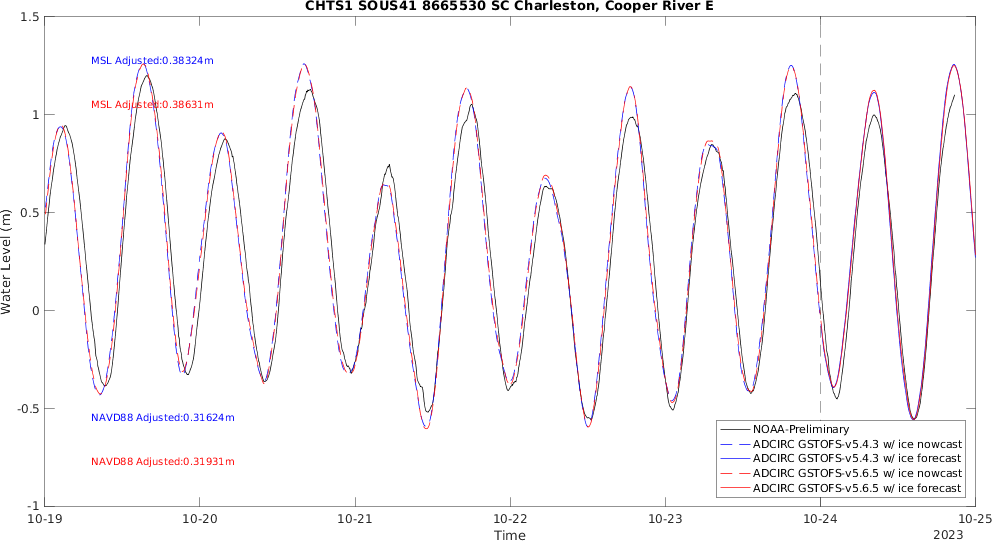 CHTS1 SOUS41 8665530 SC Charleston, Cooper River E
1.5
MSL Adjusted:0.38324m
MSL Adjusted:0.38631m
1
0.5
Water Level (m)
0
-0.5
NAVD88 Adjusted:0.31624m
NAVD88 Adjusted:0.31931m
NOAA-Preliminary
ADCIRC GSTOFS-v5.4.3 w/ ice nowcast
ADCIRC GSTOFS-v5.4.3 w/ ice forecast
ADCIRC GSTOFS-v5.6.5 w/ ice nowcast
ADCIRC GSTOFS-v5.6.5 w/ ice forecast
-1
10-19 10-20 10-21 10-22 10-23 10-24 10-25
Time
2023